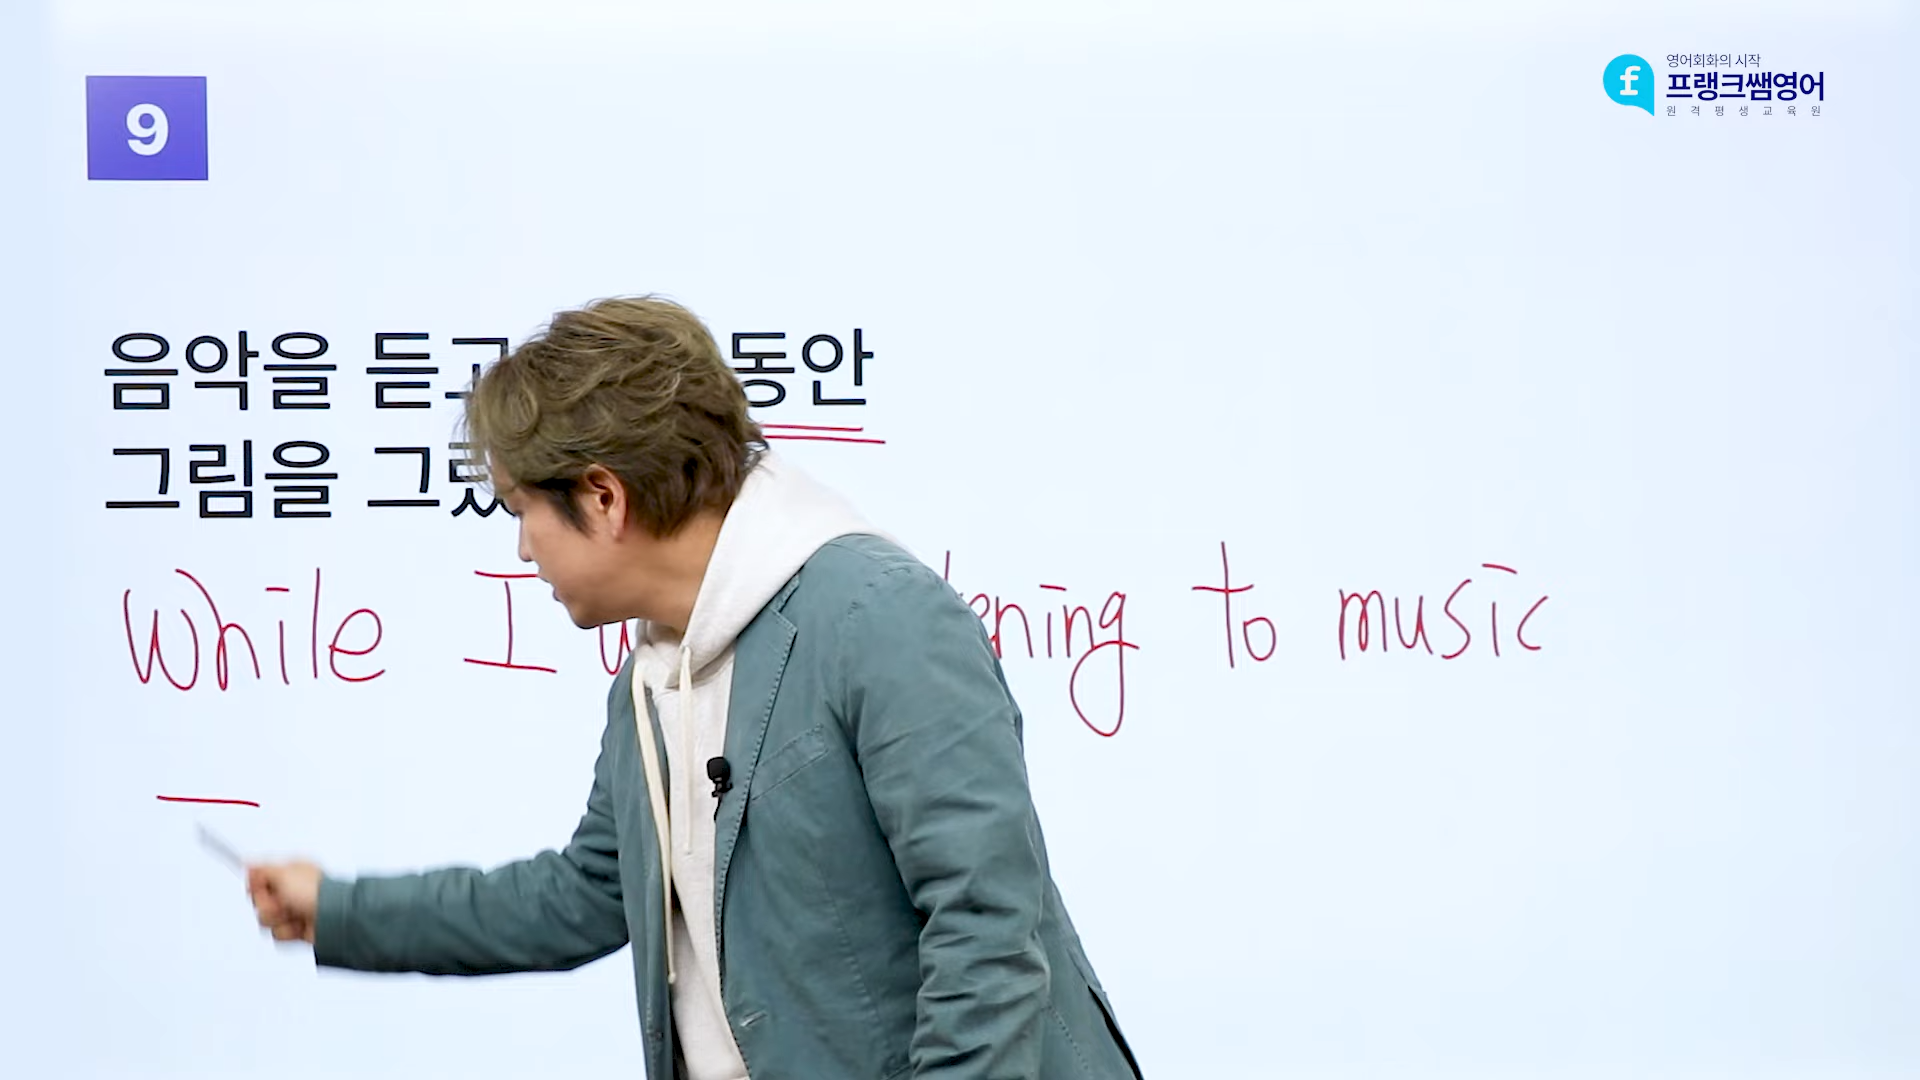 9
영어회화의 시작
프랭크쌤영어
원격평생교육원
음악을 듣고 동안
그림을 그렸
While I to music